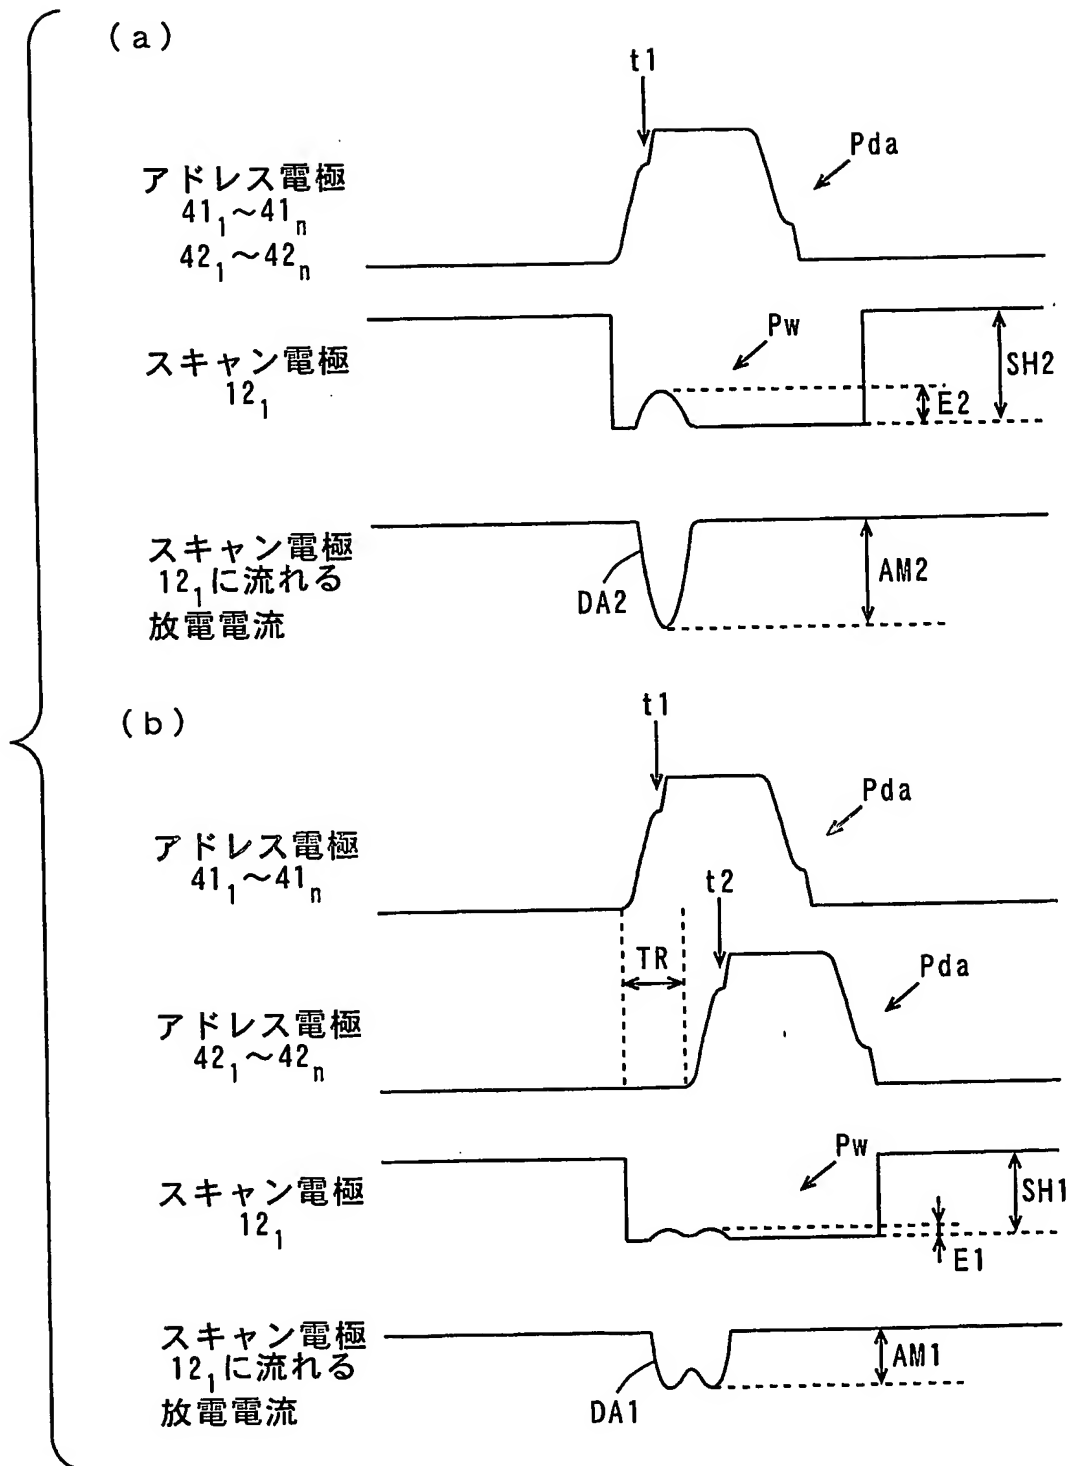 (a)
t1
Pda
アドレス電極
41₁〜41ₙ
42₁〜42ₙ
Pw
スキャン電極
12₁
SH2
E2
スキャン電極
12₁に流れる
放電電流
DA2
AM2
(b)
t1
Pda
アドレス電極
41₁〜41ₙ
t2
TR
Pda
アドレス電極
42₁〜42ₙ
Pw
スキャン電極
12₁
SH1
E1
スキャン電極
12₁に流れる
放電電流
DA1
AM1